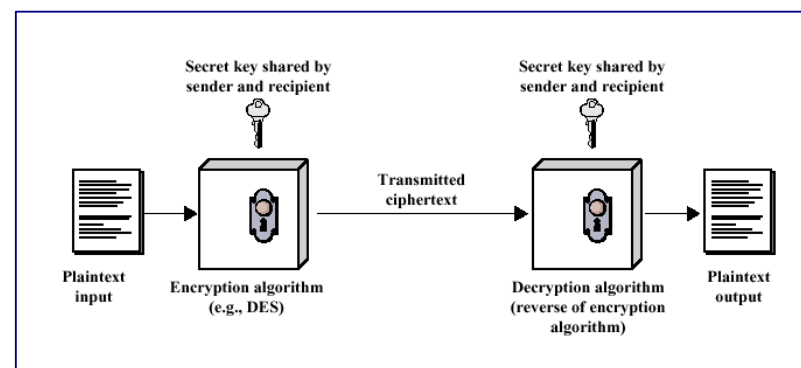 Secret key shared by
sender and recipient
Secret key shared by
sender and recipient
Transmitted
ciphertext
Plaintext
input
Encryption algorithm
(e.g., DES)
Decryption algorithm
(reverse of encryption
algorithm)
Plaintext
output